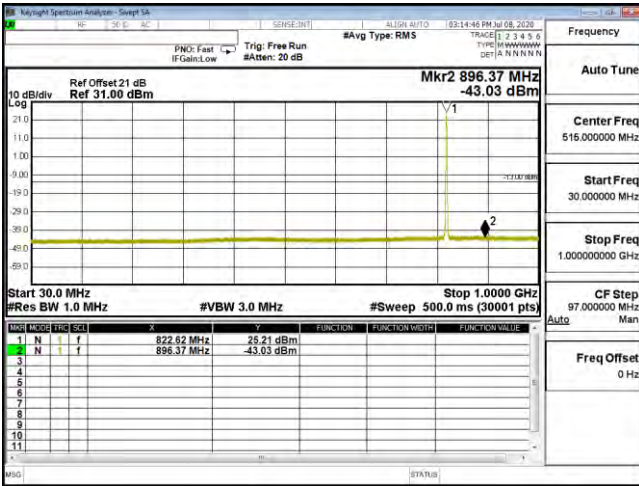 Keysight Spectrum Analyzer - Swept SA
RF 50 Ω AC SENSE:INT ALIGN AUTO 03:14:46 PM Jul 08, 2020
#Avg Type: RMS TRACE 1 2 3 4 5 6
PNO: Fast Trig: Free Run TYPE M W W W W W
IFGain:Low #Atten: 20 dB DET A N N N N N
Mkr2 896.37 MHz
Ref Offset 21 dB
10 dB/div Ref 31.00 dBm -43.03 dBm
Log
1
21.0
11.0
1.00
-9.00
-13.00 dBm
-19.0
-29.0
-39.0
2
-49.0
-59.0
Start 30.0 MHz Stop 1.0000 GHz
#Res BW 1.0 MHz #VBW 3.0 MHz #Sweep 500.0 ms (30001 pts)
MKR MODE TRC SCL X Y FUNCTION FUNCTION WIDTH FUNCTION VALUE
1 N 1 f 822.62 MHz 25.21 dBm
2 N 1 f 896.37 MHz -43.03 dBm
3
4
5
6
7
8
9
10
11
MSG STATUS
Frequency
Auto Tune
Center Freq
515.000000 MHz
Start Freq
30.000000 MHz
Stop Freq
1.000000000 GHz
CF Step
97.000000 MHz
Auto Man
Freq Offset
0 Hz